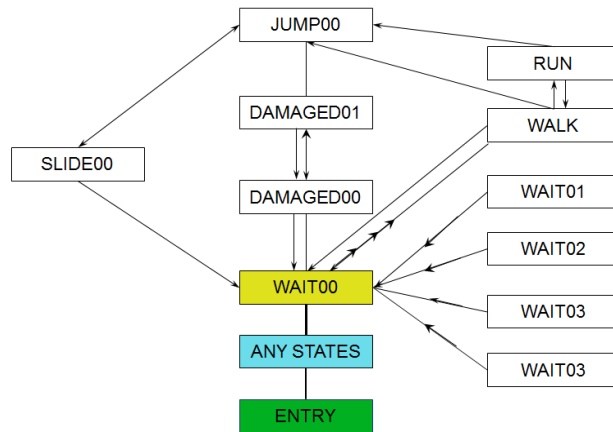 JUMP00
RUN
DAMAGED01
WALK
SLIDE00
DAMAGED00
WAIT01
WAIT02
WAIT00
WAIT03
ANY STATES
WAIT03
ENTRY